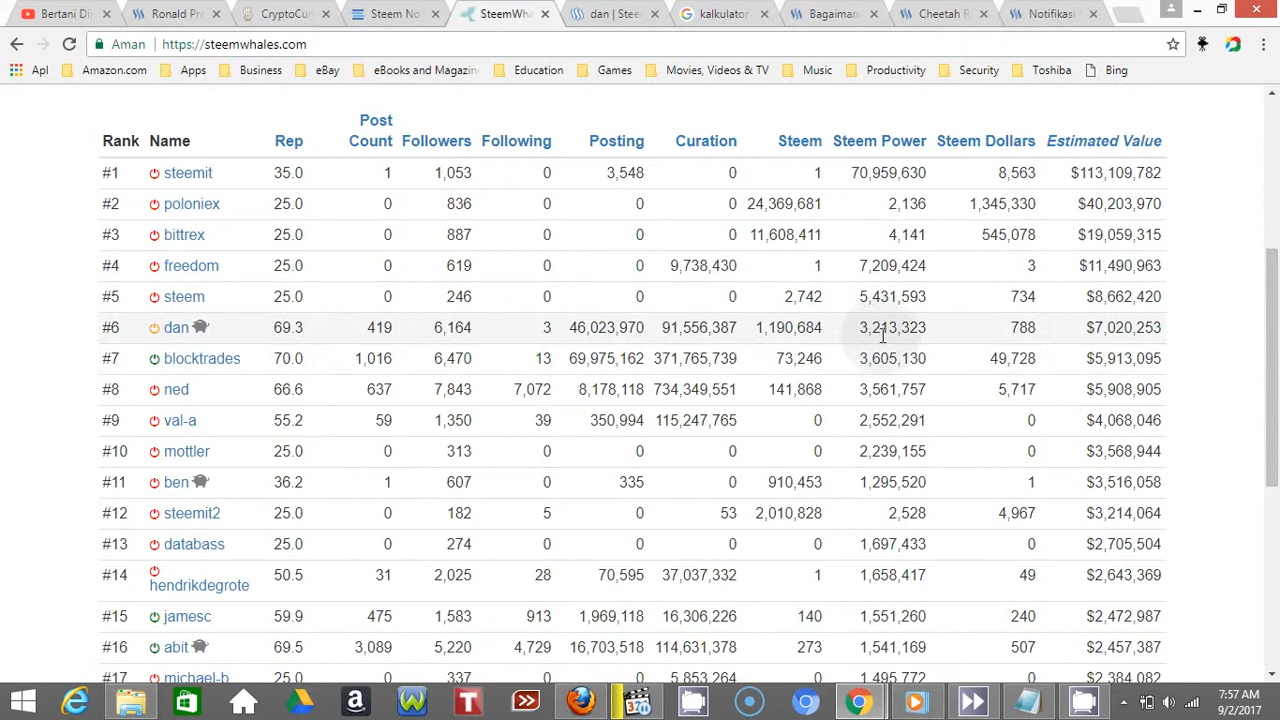 Bertani Di
Ronald Pra
CryptoCur
Steem No
SteemWha
dan | Stee
kalkulator
Bagaiman
Cheetah R
Notifikasi
Aman
https://steemwhales.com
Apl
Amazon.com
Apps
Business
eBay
eBooks and Magazin
Education
Games
Movies, Videos & TV
Music
Productivity
Security
Toshiba
Bing
Rank Name Rep Post Count Followers Following Posting Curation Steem Steem Power Steem Dollars Estimated Value
#1 steemit 35.0 1 1,053 0 3,548 0 1 70,959,630 8,563 $113,109,782
#2 poloniex 25.0 0 836 0 0 0 24,369,681 2,136 1,345,330 $40,203,970
#3 bittrex 25.0 0 887 0 0 0 11,608,411 4,141 545,078 $19,059,315
#4 freedom 25.0 0 619 0 0 9,738,430 1 7,209,424 3 $11,490,963
#5 steem 25.0 0 246 0 0 0 2,742 5,431,593 734 $8,662,420
#6 dan 69.3 419 6,164 3 46,023,970 91,556,387 1,190,684 3,213,323 788 $7,020,253
#7 blocktrades 70.0 1,016 6,470 13 69,975,162 371,765,739 73,246 3,605,130 49,728 $5,913,095
#8 ned 66.6 637 7,843 7,072 8,178,118 734,349,551 141,868 3,561,757 5,717 $5,908,905
#9 val-a 55.2 59 1,350 39 350,994 115,247,765 0 2,552,291 0 $4,068,046
#10 mottler 25.0 0 313 0 0 0 0 2,239,155 0 $3,568,944
#11 ben 36.2 1 607 0 335 0 910,453 1,295,520 1 $3,516,058
#12 steemit2 25.0 0 182 5 0 53 2,010,828 2,528 4,967 $3,214,064
#13 databass 25.0 0 274 0 0 0 0 1,697,433 0 $2,705,504
#14 hendrikdegrote 50.5 31 2,025 28 70,595 37,037,332 1 1,658,417 49 $2,643,369
#15 jamesc 59.9 475 1,583 913 1,969,118 16,306,226 140 1,551,260 240 $2,472,987
#16 abit 69.5 3,089 5,220 4,729 16,703,518 114,631,378 273 1,541,169 507 $2,457,387
#17 michael-b 25.0 0 337 0 0 5,853,264 0 1,495,772 0 $2,384,082
7:57 AM
9/2/2017